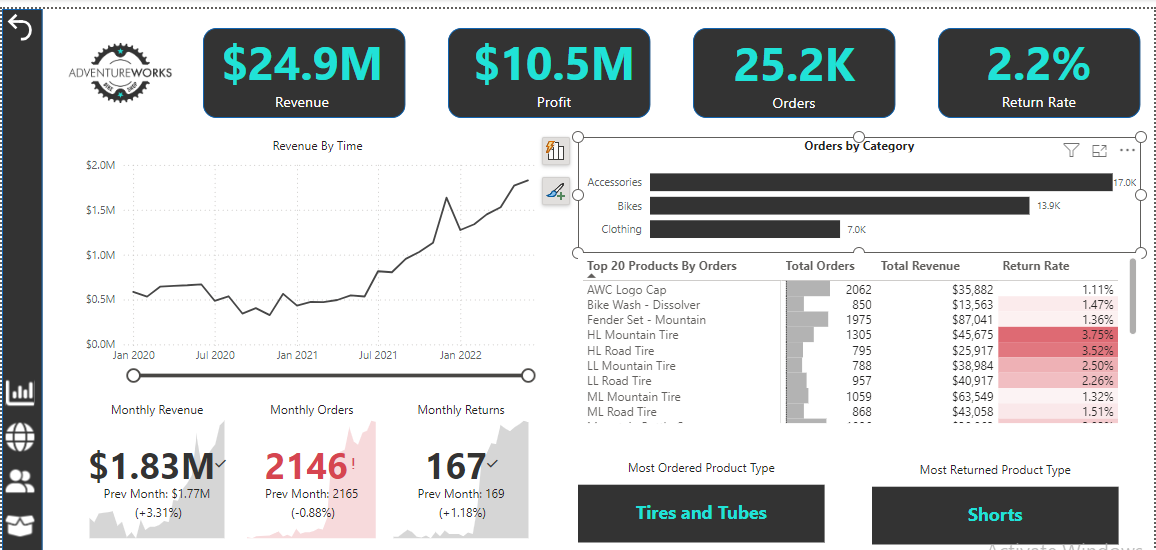 ADVENTUREWORKS
BIKE SHOP
$24.9M
Revenue
$10.5M
Profit
25.2K
Orders
2.2%
Return Rate
Revenue By Time
$2.0M
$1.5M
$1.0M
$0.5M
$0.0M
Jan 2020 Jul 2020 Jan 2021 Jul 2021 Jan 2022
Orders by Category
Accessories 17.0K
Bikes 13.9K
Clothing 7.0K
Top 20 Products By Orders Total Orders Total Revenue Return Rate
AWC Logo Cap 2062 $35,882 1.11%
Bike Wash - Dissolver 850 $13,563 1.47%
Fender Set - Mountain 1975 $87,041 1.36%
HL Mountain Tire 1305 $45,675 3.75%
HL Road Tire 795 $25,917 3.52%
LL Mountain Tire 788 $38,984 2.50%
LL Road Tire 957 $40,917 2.26%
ML Mountain Tire 1059 $63,549 1.32%
ML Road Tire 868 $43,058 1.51%
Monthly Revenue
$1.83M
Prev Month: $1.77M
(+3.31%)
Monthly Orders
2146!
Prev Month: 2165
(-0.88%)
Monthly Returns
167
Prev Month: 169
(+1.18%)
Most Ordered Product Type
Tires and Tubes
Most Returned Product Type
Shorts
Activate Windows